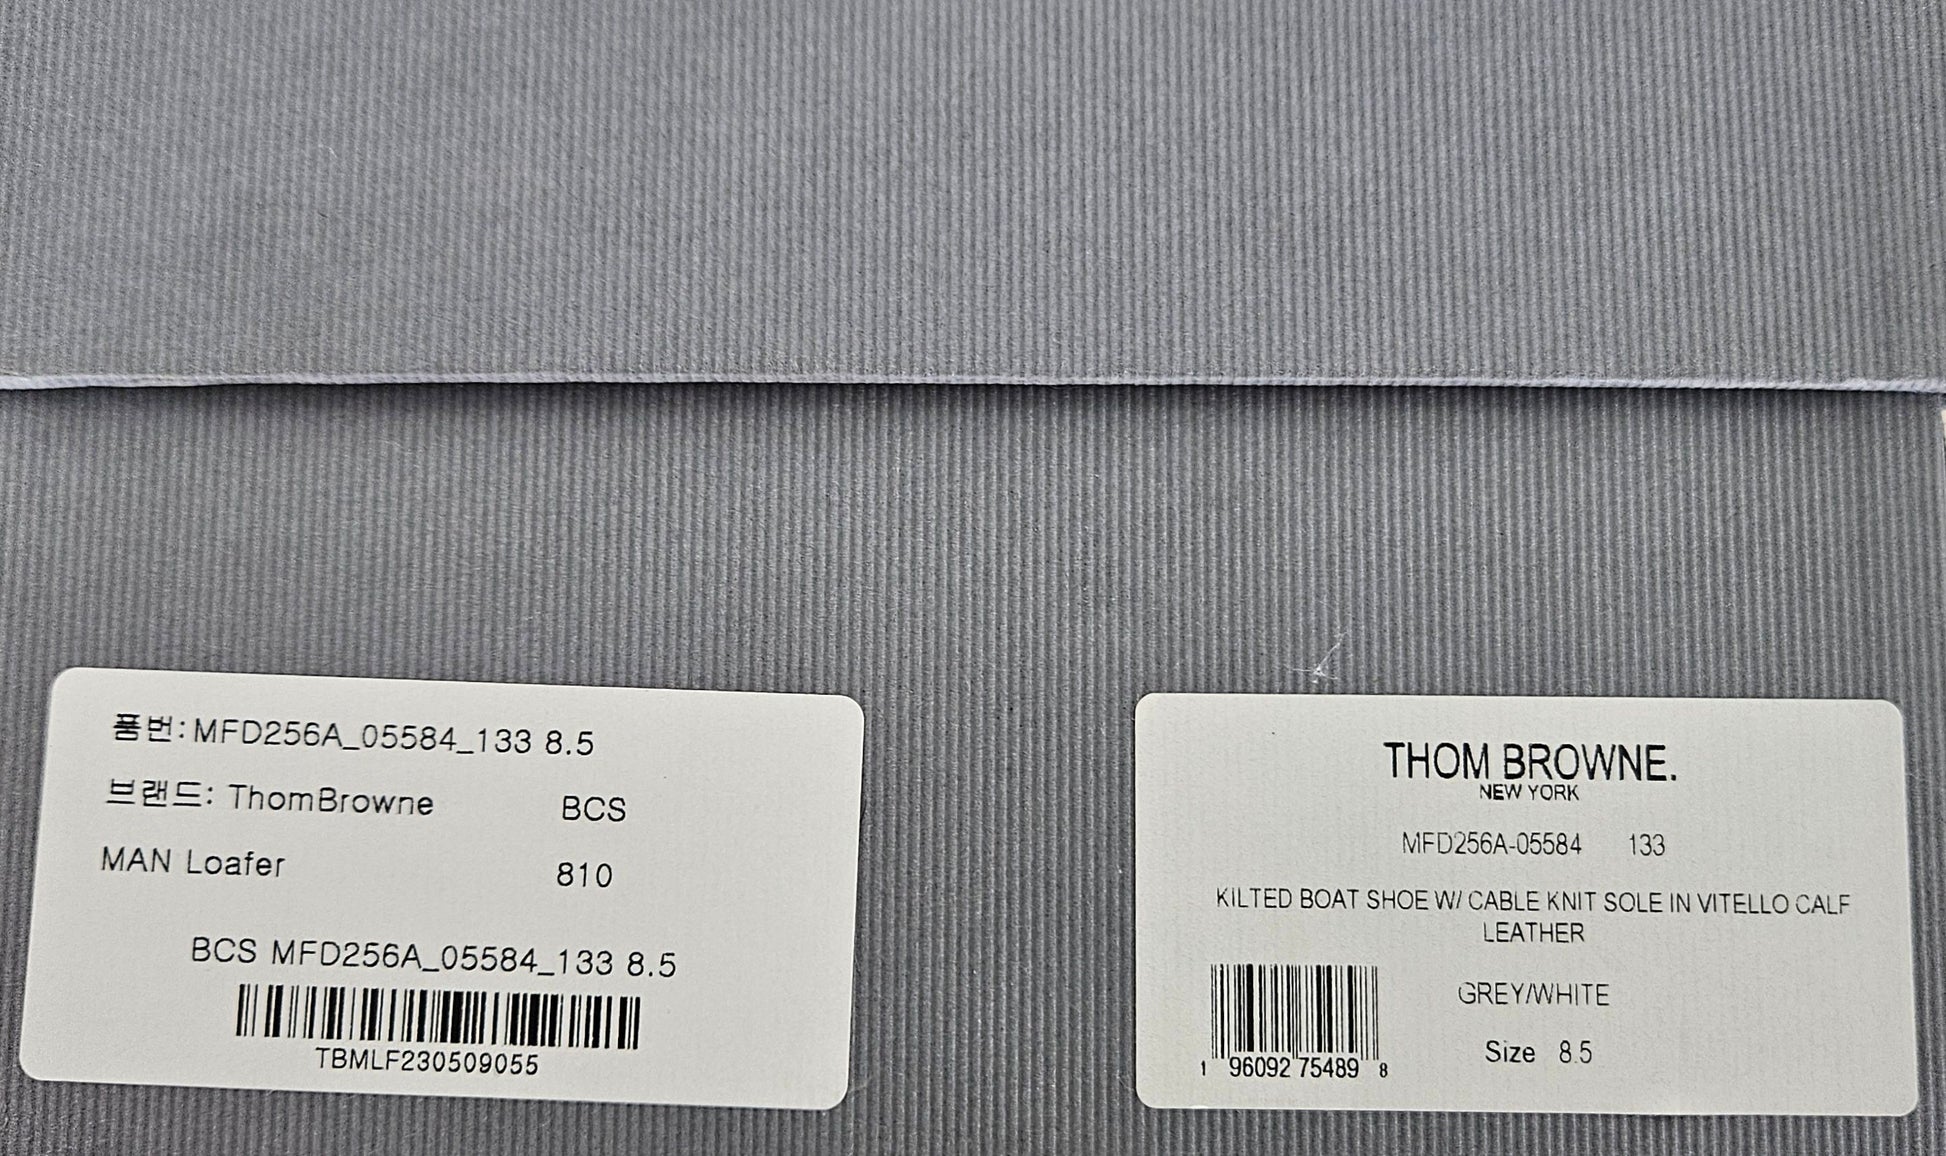 품번: MFD256A_05584_133 8.5
브랜드: ThomBrowne BCS
MAN Loafer 810
BCS MFD256A_05584_133 8.5
TBMLF230509055
THOM BROWNE.
NEW YORK
MFD256A-05584 133
KILTED BOAT SHOE W/ CABLE KNIT SOLE IN VITELLO CALF
LEATHER
GREY/WHITE
Size 8.5
1 96092 75489 8